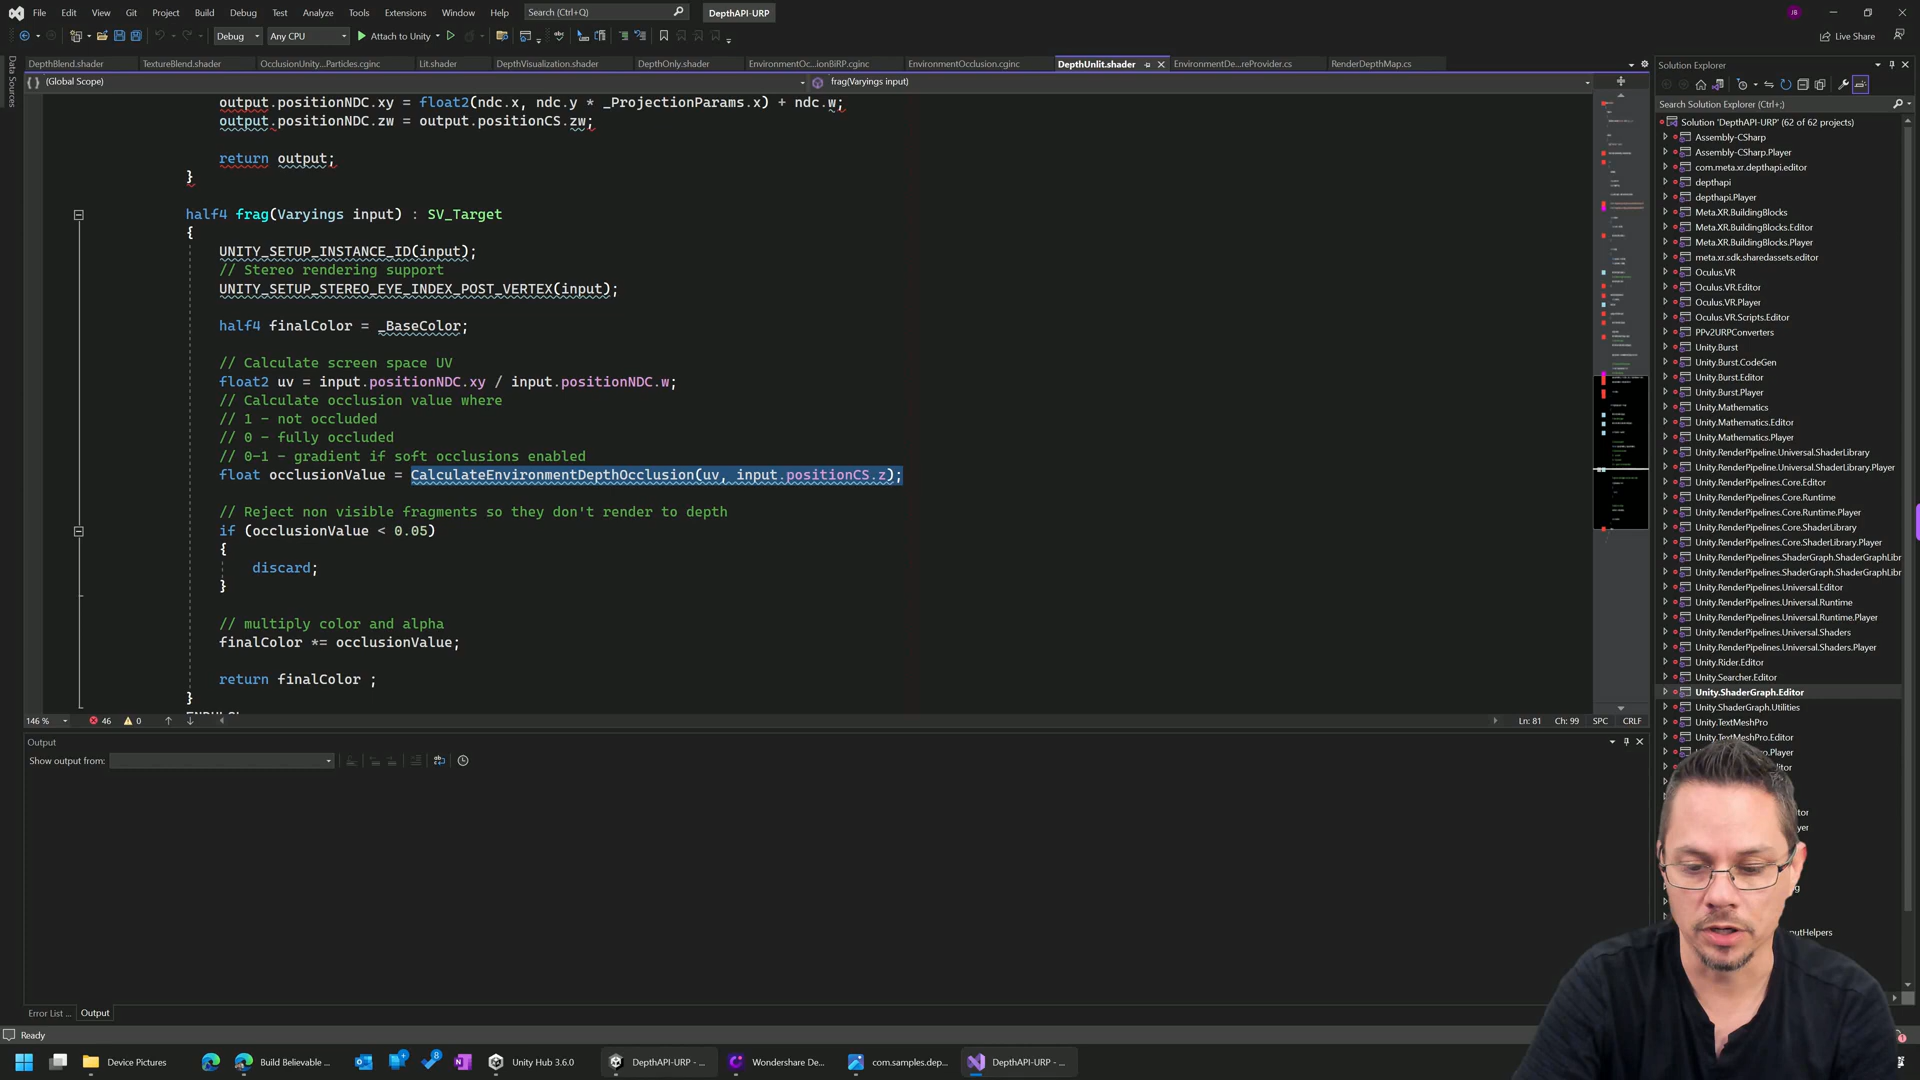 File Edit View Git Project Build Debug Test Analyze Tools Extensions Window Help Search (Ctrl+Q) DepthAPI-URP JB
Debug Any CPU Attach to Unity Live Share
Data Sources
DepthBlend.shader TextureBlend.shader OcclusionUnity...Particles.cginc Lit.shader DepthVisualization.shader DepthOnly.shader EnvironmentOc...ionBiRP.cginc EnvironmentOcclusion.cginc DepthUnlit.shader EnvironmentDe...reProvider.cs RenderDepthMap.cs
(Global Scope) frag(Varyings input)
output.positionNDC.xy = float2(ndc.x, ndc.y * _ProjectionParams.x) + ndc.w;
output.positionNDC.zw = output.positionCS.zw;
return output;
}
half4 frag(Varyings input) : SV_Target
{
UNITY_SETUP_INSTANCE_ID(input);
// Stereo rendering support
UNITY_SETUP_STEREO_EYE_INDEX_POST_VERTEX(input);
half4 finalColor = _BaseColor;
// Calculate screen space UV
float2 uv = input.positionNDC.xy / input.positionNDC.w;
// Calculate occlusion value where
// 1 - not occluded
// 0 - fully occluded
// 0-1 - gradient if soft occlusions enabled
float occlusionValue = CalculateEnvironmentDepthOcclusion(uv, input.positionCS.z);
// Reject non visible fragments so they don't render to depth
if (occlusionValue < 0.05)
{
discard;
}
// multiply color and alpha
finalColor *= occlusionValue;
return finalColor ;
}
146 % 46 0 Ln: 81 Ch: 99 SPC CRLF
Output
Show output from:
Error List ... Output
Ready
Solution Explorer
Search Solution Explorer (Ctrl+;)
Solution 'DepthAPI-URP' (62 of 62 projects)
Assembly-CSharp
Assembly-CSharp.Player
com.meta.xr.depthapi.editor
depthapi
depthapi.Player
Meta.XR.BuildingBlocks
Meta.XR.BuildingBlocks.Editor
Meta.XR.BuildingBlocks.Player
meta.xr.sdk.sharedassets.editor
Oculus.VR
Oculus.VR.Editor
Oculus.VR.Player
Oculus.VR.Scripts.Editor
PPv2URPConverters
Unity.Burst
Unity.Burst.CodeGen
Unity.Burst.Editor
Unity.Burst.Player
Unity.Mathematics
Unity.Mathematics.Editor
Unity.Mathematics.Player
Unity.RenderPipeline.Universal.ShaderLibrary
Unity.RenderPipeline.Universal.ShaderLibrary.Player
Unity.RenderPipelines.Core.Editor
Unity.RenderPipelines.Core.Runtime
Unity.RenderPipelines.Core.Runtime.Player
Unity.RenderPipelines.Core.ShaderLibrary
Unity.RenderPipelines.Core.ShaderLibrary.Player
Unity.RenderPipelines.ShaderGraph.ShaderGraphLibr
Unity.RenderPipelines.ShaderGraph.ShaderGraphLibr
Unity.RenderPipelines.Universal.Editor
Unity.RenderPipelines.Universal.Runtime
Unity.RenderPipelines.Universal.Runtime.Player
Unity.RenderPipelines.Universal.Shaders
Unity.RenderPipelines.Universal.Shaders.Player
Unity.Rider.Editor
Unity.Searcher.Editor
Unity.ShaderGraph.Editor
Unity.ShaderGraph.Utilities
Unity.TextMeshPro
Unity.TextMeshPro.Editor
Device Pictures Build Believable ... Unity Hub 3.6.0 DepthAPI-URP - ... Wondershare De... com.samples.dep... DepthAPI-URP - ...